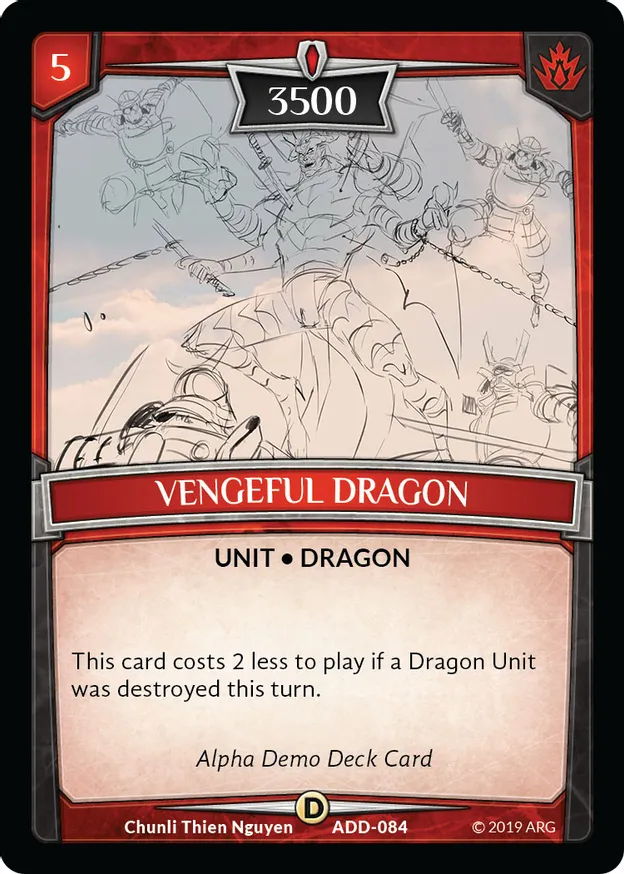 5
3500
VENGEFUL DRAGON
UNIT • DRAGON
This card costs 2 less to play if a Dragon Unit
was destroyed this turn.
Alpha Demo Deck Card
D
Chunli Thien Nguyen ADD-084 © 2019 ARG